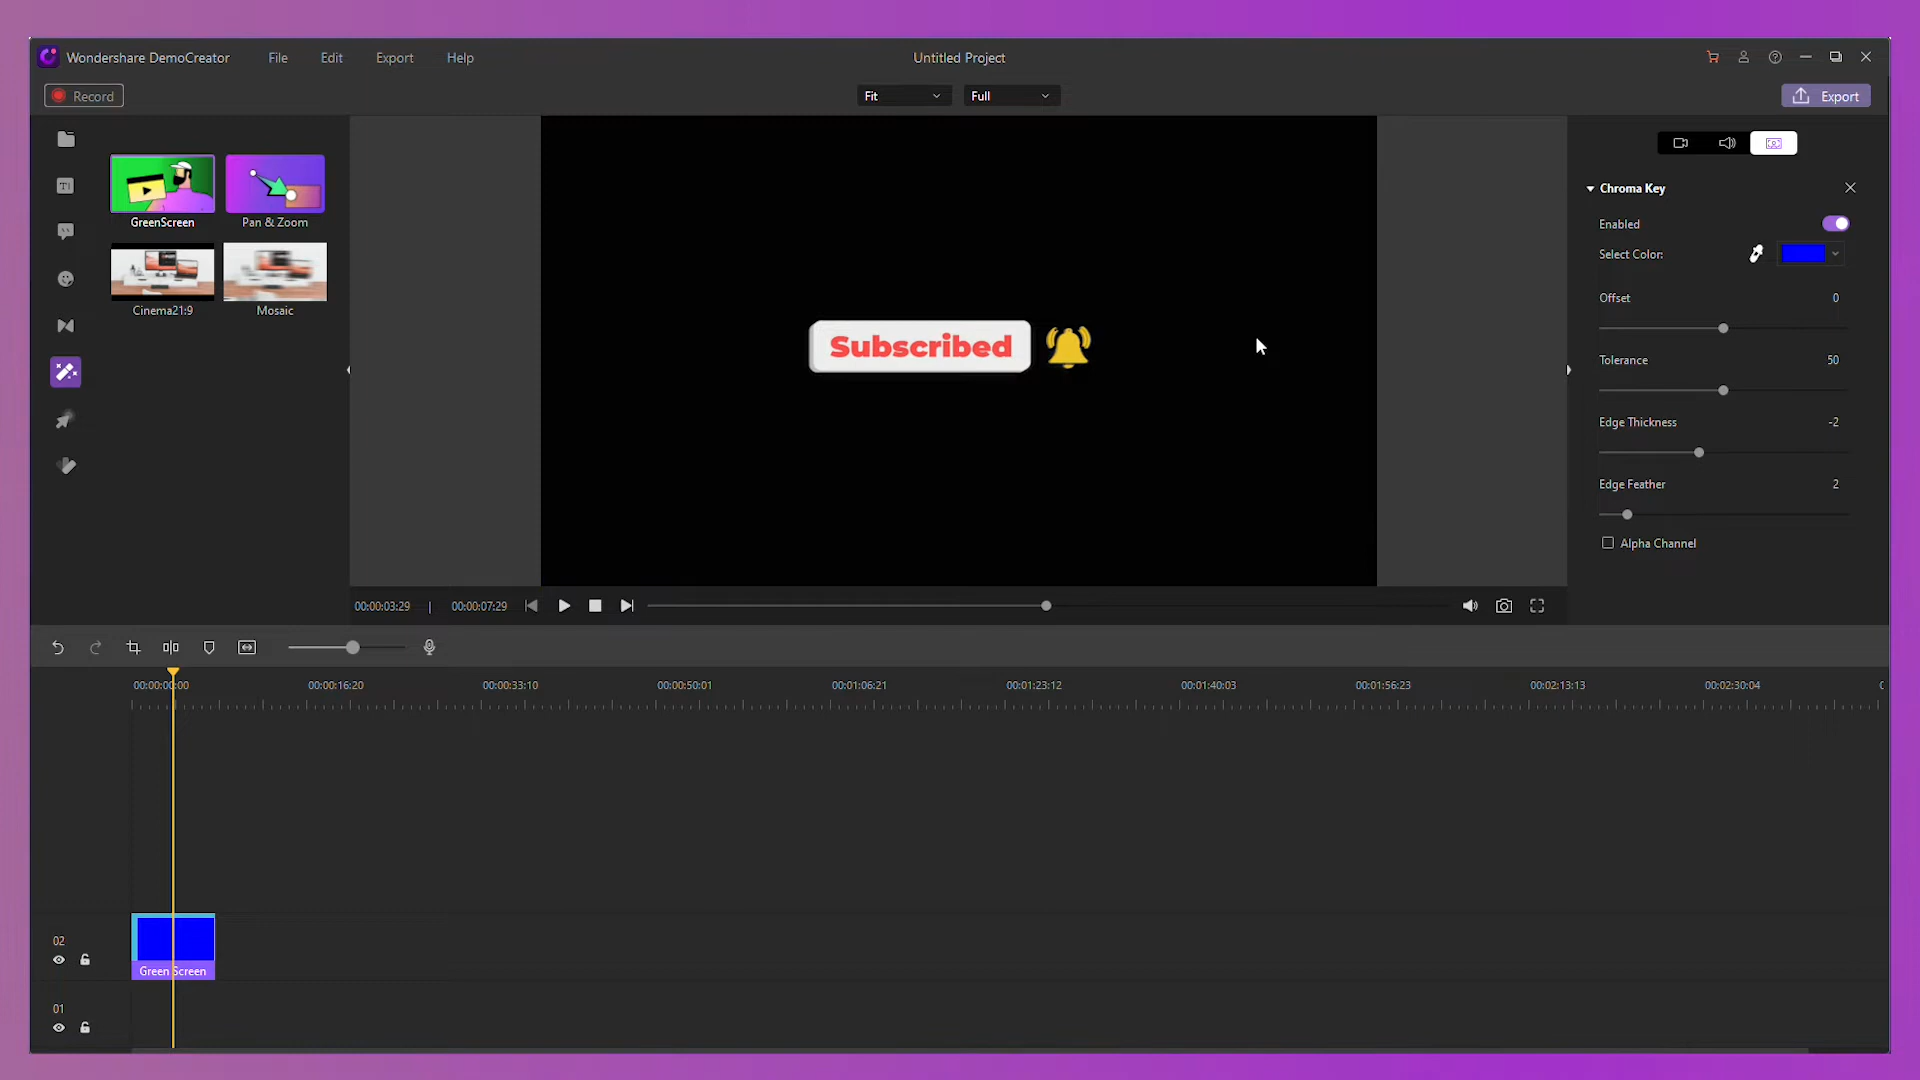 Wondershare DemoCreator File Edit Export Help Untitled Project
Record Fit Full Export
GreenScreen Pan & Zoom
Cinema21:9 Mosaic
Subscribed
Chroma Key
Enabled
Select Color:
Offset 0
Tolerance 50
Edge Thickness -2
Edge Feather 2
Alpha Channel
00:00:03:29 | 00:00:07:29
00:00:00:00 00:00:16:20 00:00:33:10 00:00:50:01 00:01:06:21 00:01:23:12 00:01:40:03 00:01:56:23 00:02:13:13 00:02:30:04
02
Green Screen
01